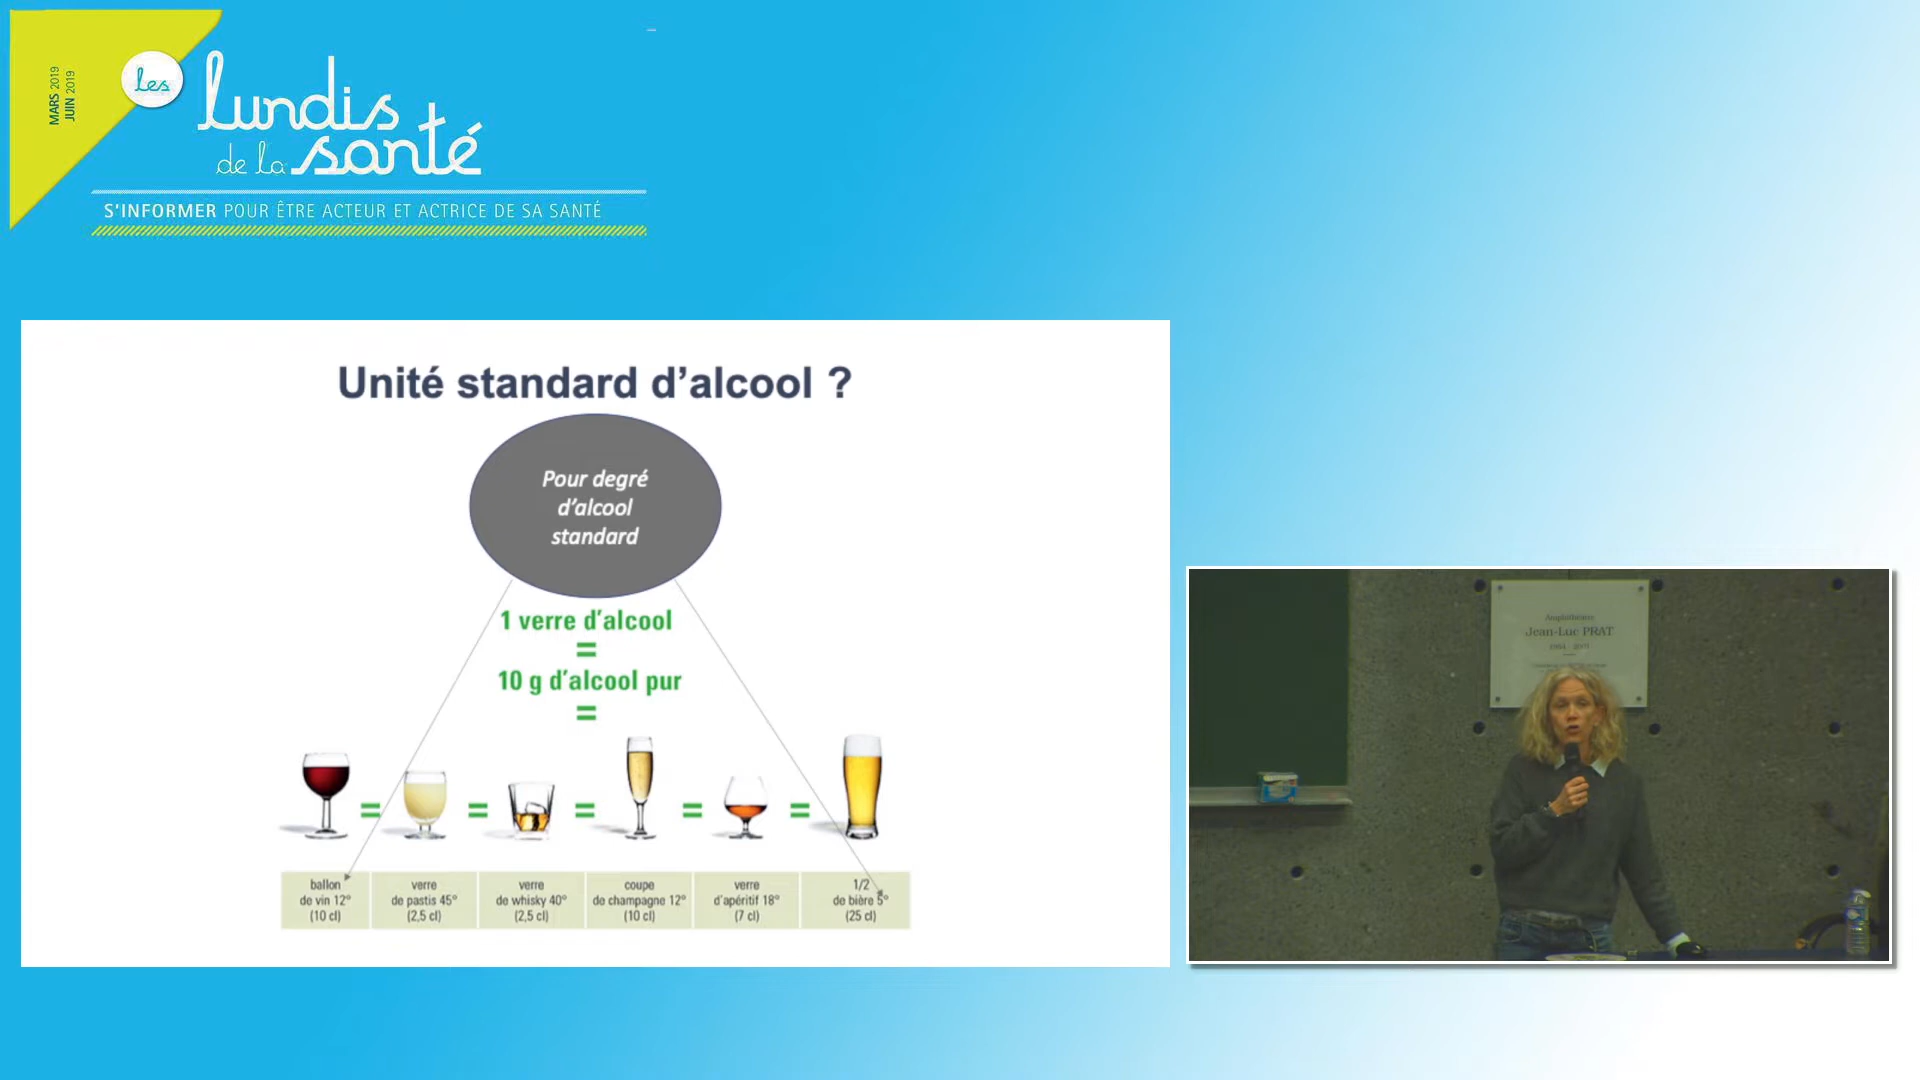 MARS 2019
JUIN 2019
les
lundis
de la santé
S'INFORMER POUR ÊTRE ACTEUR ET ACTRICE DE SA SANTÉ
Unité standard d'alcool ?
Pour degré
d'alcool
standard
1 verre d'alcool
=
10 g d'alcool pur
=
= = = = =
ballon
de vin 12°
(10 cl)
verre
de pastis 45°
(2,5 cl)
verre
de whisky 40°
(2,5 cl)
coupe
de champagne 12°
(10 cl)
verre
d'apéritif 18°
(7 cl)
1/2
de bière 5°
(25 cl)
Amphithéâtre
Jean-Luc PRAT